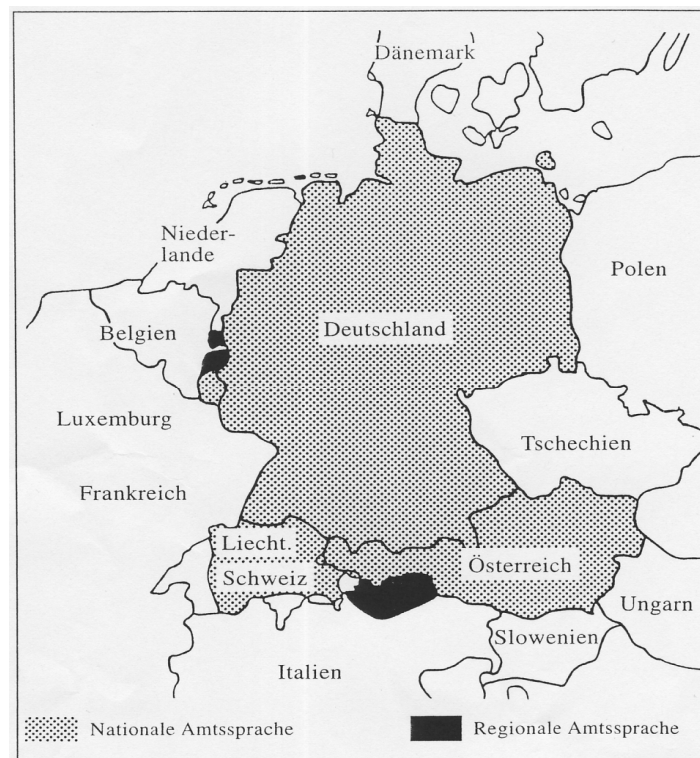 Dänemark
Nieder-
lande
Polen
Belgien
Deutschland
Luxemburg
Tschechien
Frankreich
Liecht.
Schweiz
Österreich
Ungarn
Slowenien
Italien
Nationale Amtssprache
Regionale Amtssprache